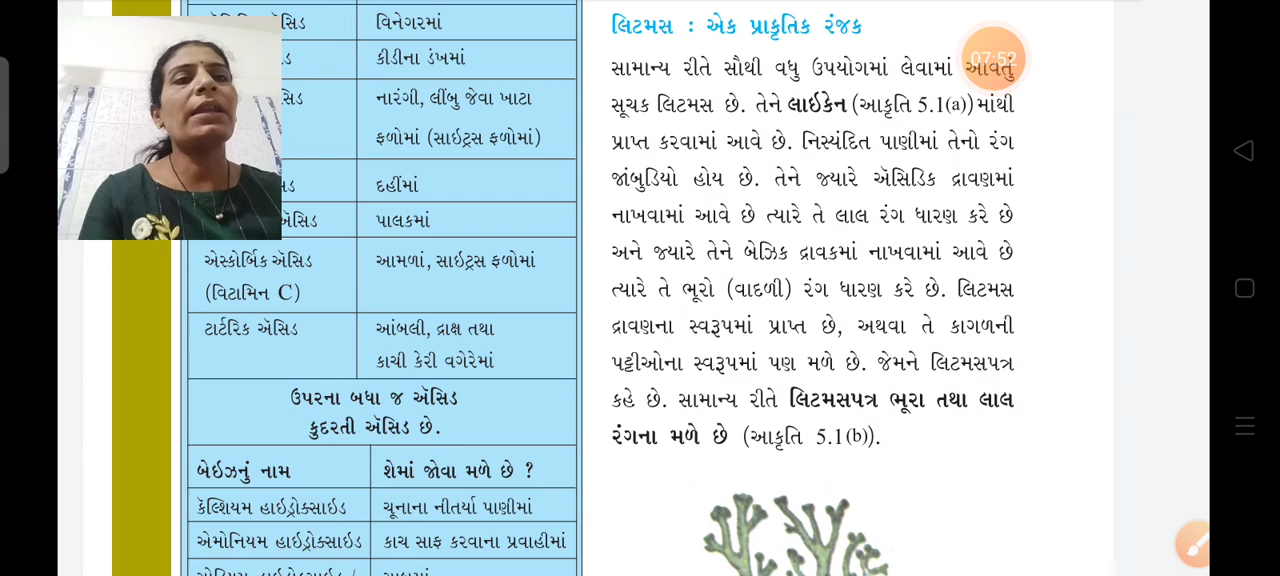 વિનેગરમાં
કીડીના ડંખમાં
નારંગી, લીંબુ જેવા ખાટા
ફળોમાં (સાઇટ્રસ ફળોમાં)
દહીંમાં
પાલકમાં
એસ્કોર્બિક ઍસિડ
(વિટામિન C)
આમળાં, સાઇટ્રસ ફળોમાં
ટાર્ટરિક ઍસિડ
આંબલી, દ્રાક્ષ તથા
કાચી કેરી વગેરેમાં
ઉપરના બધા જ ઍસિડ
કુદરતી ઍસિડ છે.
બેઇઝનું નામ
શેમાં જોવા મળે છે ?
કૅલ્શિયમ હાઇડ્રોક્સાઇડ
ચૂનાના નીતર્યા પાણીમાં
એમોનિયમ હાઇડ્રોક્સાઇડ
કાચ સાફ કરવાના પ્રવાહીમાં
લિટમસ : એક પ્રાકૃતિક રંજક
સામાન્ય રીતે સૌથી વધુ ઉપયોગમાં લેવામાં આવતું
સૂચક લિટમસ છે. તેને લાઇકેન (આકૃતિ 5.1(a)) માંથી
પ્રાપ્ત કરવામાં આવે છે. નિસ્યંદિત પાણીમાં તેનો રંગ
જાંબુડિયો હોય છે. તેને જ્યારે ઍસિડિક દ્રાવણમાં
નાખવામાં આવે છે ત્યારે તે લાલ રંગ ધારણ કરે છે
અને જ્યારે તેને બેઝિક દ્રાવકમાં નાખવામાં આવે છે
ત્યારે તે ભૂરો (વાદળી) રંગ ધારણ કરે છે. લિટમસ
દ્રાવણના સ્વરૂપમાં પ્રાપ્ત છે, અથવા તે કાગળની
પટ્ટીઓના સ્વરૂપમાં પણ મળે છે. જેમને લિટમસપત્ર
કહે છે. સામાન્ય રીતે લિટમસપત્ર ભૂરા તથા લાલ
રંગના મળે છે (આકૃતિ 5.1(b)).
07:52